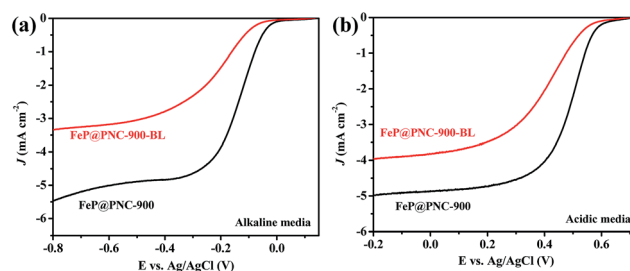 (a)
0
-1
-2
-3
-4
-5
-6
J (mA cm⁻²)
FeP@PNC-900-BL
FeP@PNC-900
Alkaline media
-0.8 -0.6 -0.4 -0.2 0.0
E vs. Ag/AgCl (V)
(b)
0
-1
-2
-3
-4
-5
-6
J (mA cm⁻²)
FeP@PNC-900-BL
FeP@PNC-900
Acidic media
-0.2 0.0 0.2 0.4 0.6
E vs. Ag/AgCl (V)